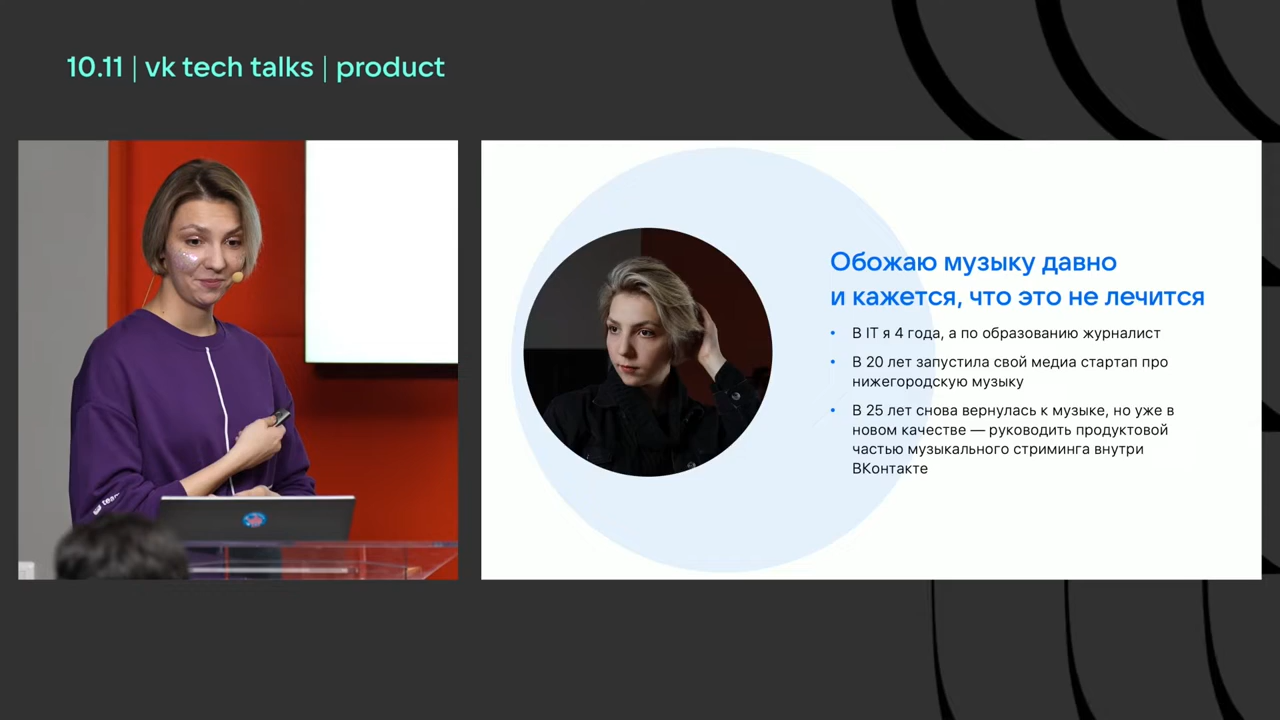 10.11 | vk tech talks | product
Обожаю музыку давно
и кажется, что это не лечится
• В IT я 4 года, а по образованию журналист
• В 20 лет запустила свой медиа стартап про
нижегородскую музыку
• В 25 лет снова вернулась к музыке, но уже в
новом качестве — руководить продуктовой
частью музыкального стриминга внутри
ВКонтакте